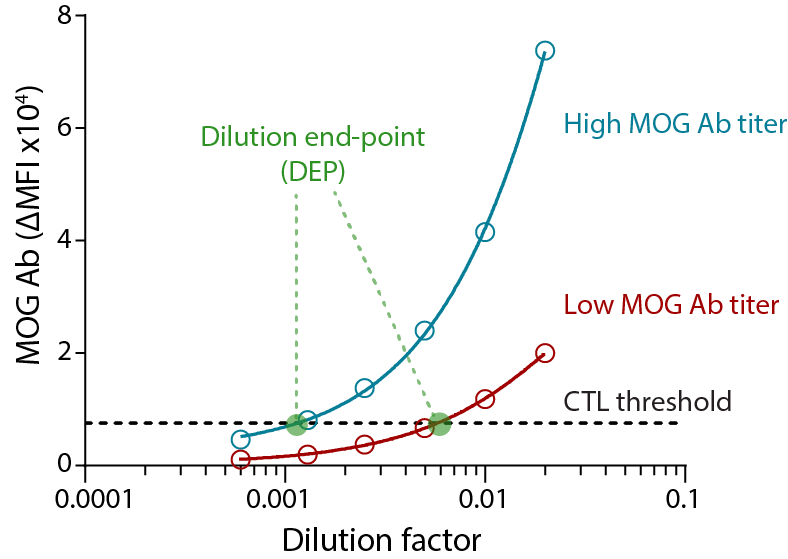 8
6
4
2
0
MOG Ab (ΔMFI x10⁴)
Dilution end-point
(DEP)
High MOG Ab titer
Low MOG Ab titer
CTL threshold
0.0001
0.001
0.01
0.1
Dilution factor